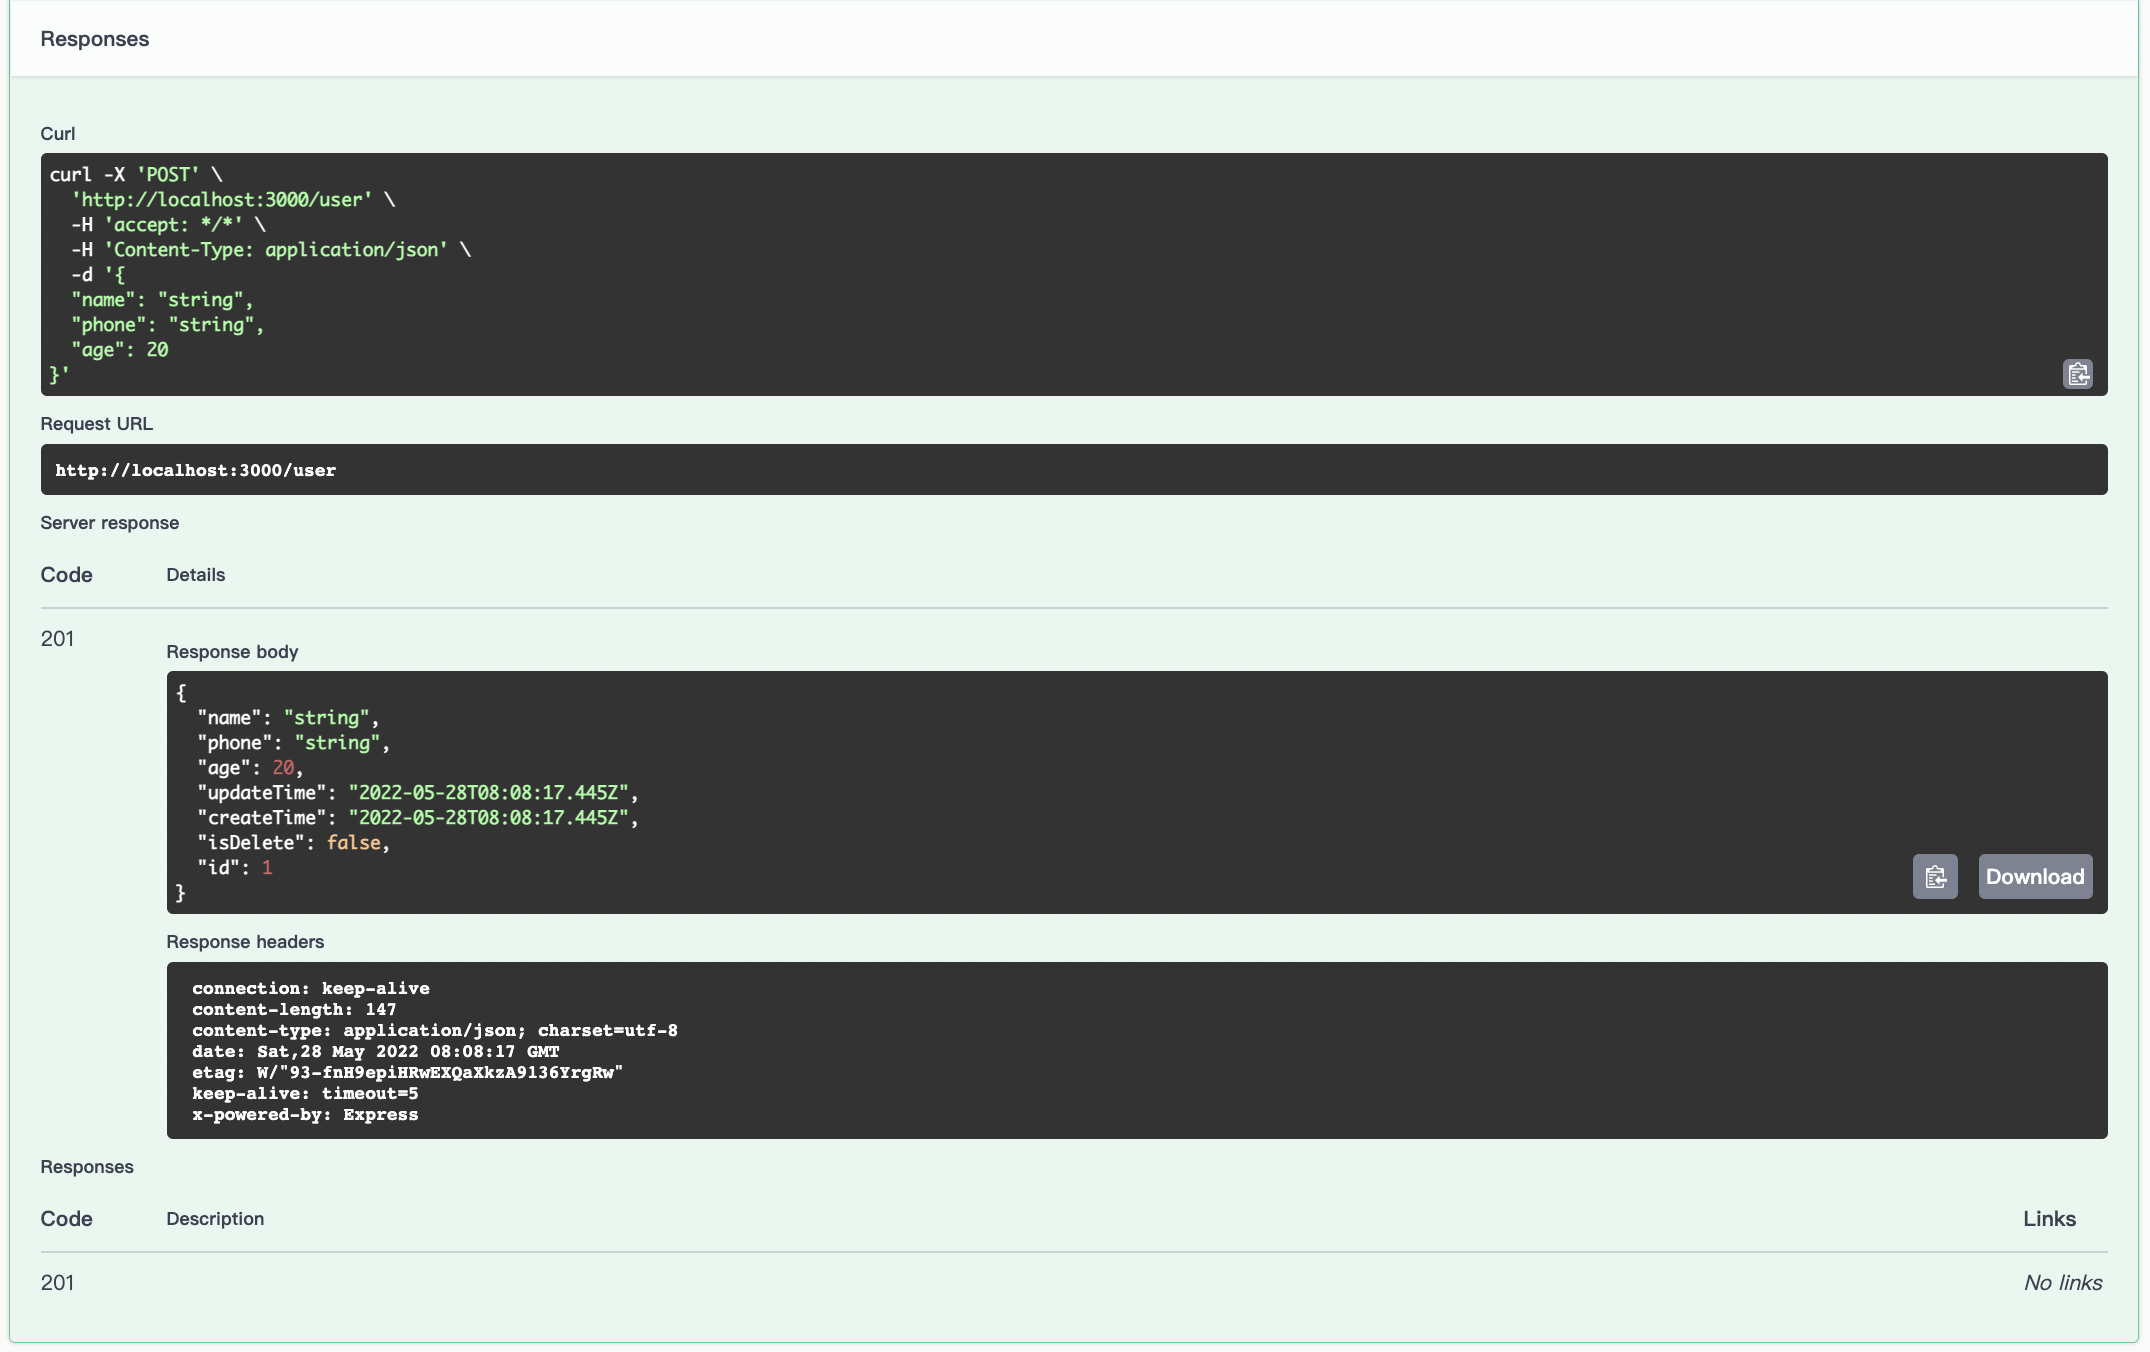 Responses
Curl
curl -X 'POST' \
  'http://localhost:3000/user' \
  -H 'accept: */*' \
  -H 'Content-Type: application/json' \
  -d '{
  "name": "string",
  "phone": "string",
  "age": 20
}'
Request URL
http://localhost:3000/user
Server response
Code Details
201
Response body
{
  "name": "string",
  "phone": "string",
  "age": 20,
  "updateTime": "2022-05-28T08:08:17.445Z",
  "createTime": "2022-05-28T08:08:17.445Z",
  "isDelete": false,
  "id": 1
}
Download
Response headers
connection: keep-alive
content-length: 147
content-type: application/json; charset=utf-8
date: Sat,28 May 2022 08:08:17 GMT
etag: W/"93-fnH9epiHRwEXQaXkzA9136YrgRw"
keep-alive: timeout=5
x-powered-by: Express
Responses
Code Description Links
201 No links